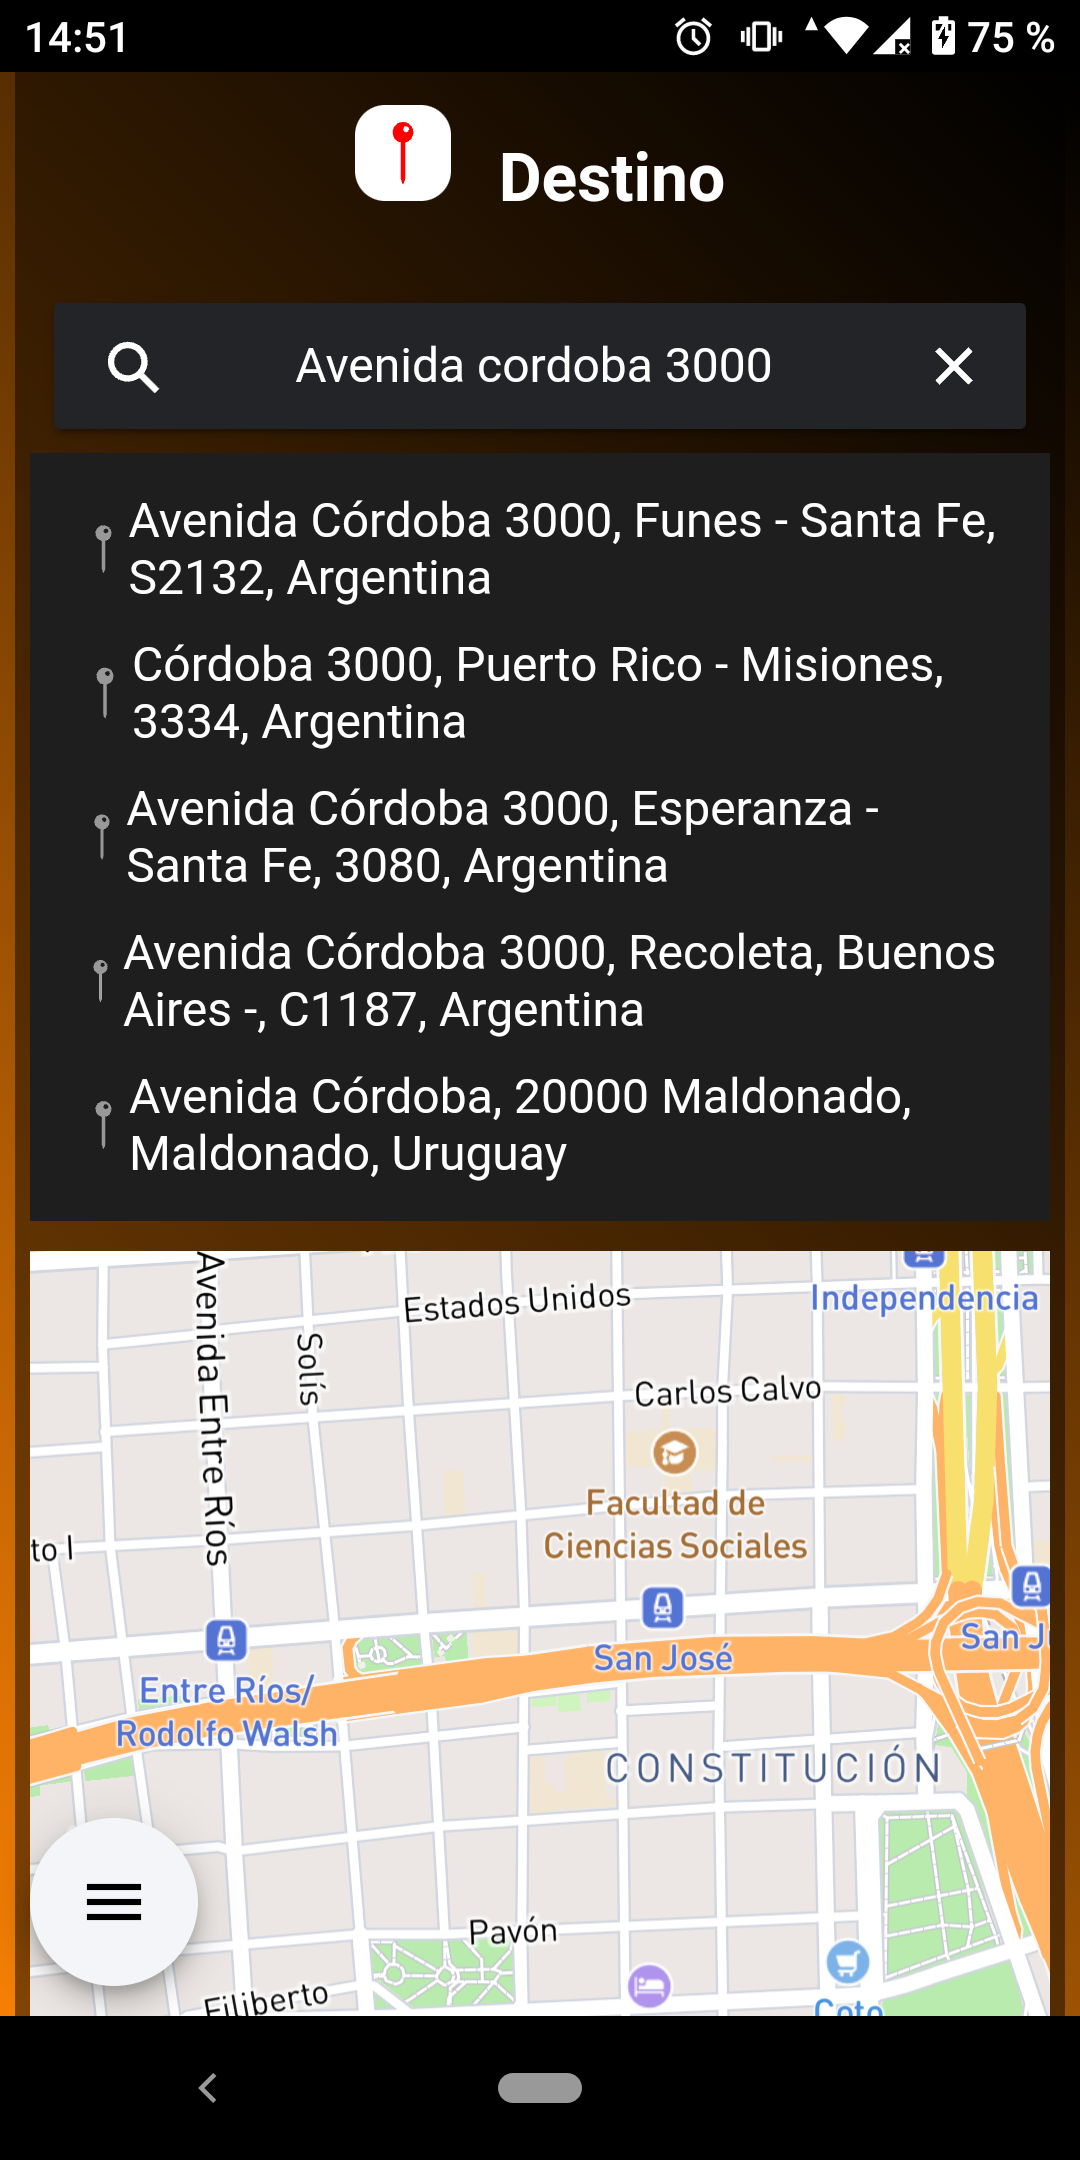 14:51
75 %
Destino
Avenida cordoba 3000
Avenida Córdoba 3000, Funes - Santa Fe,
S2132, Argentina
Córdoba 3000, Puerto Rico - Misiones,
3334, Argentina
Avenida Córdoba 3000, Esperanza -
Santa Fe, 3080, Argentina
Avenida Córdoba 3000, Recoleta, Buenos
Aires -, C1187, Argentina
Avenida Córdoba, 20000 Maldonado,
Maldonado, Uruguay
Avenida Entre Ríos
Solís
Estados Unidos
Independencia
Carlos Calvo
Facultad de
Ciencias Sociales
to I
San José
San J
Entre Ríos/
Rodolfo Walsh
CONSTITUCIÓN
Pavón
Filiberto
Coto